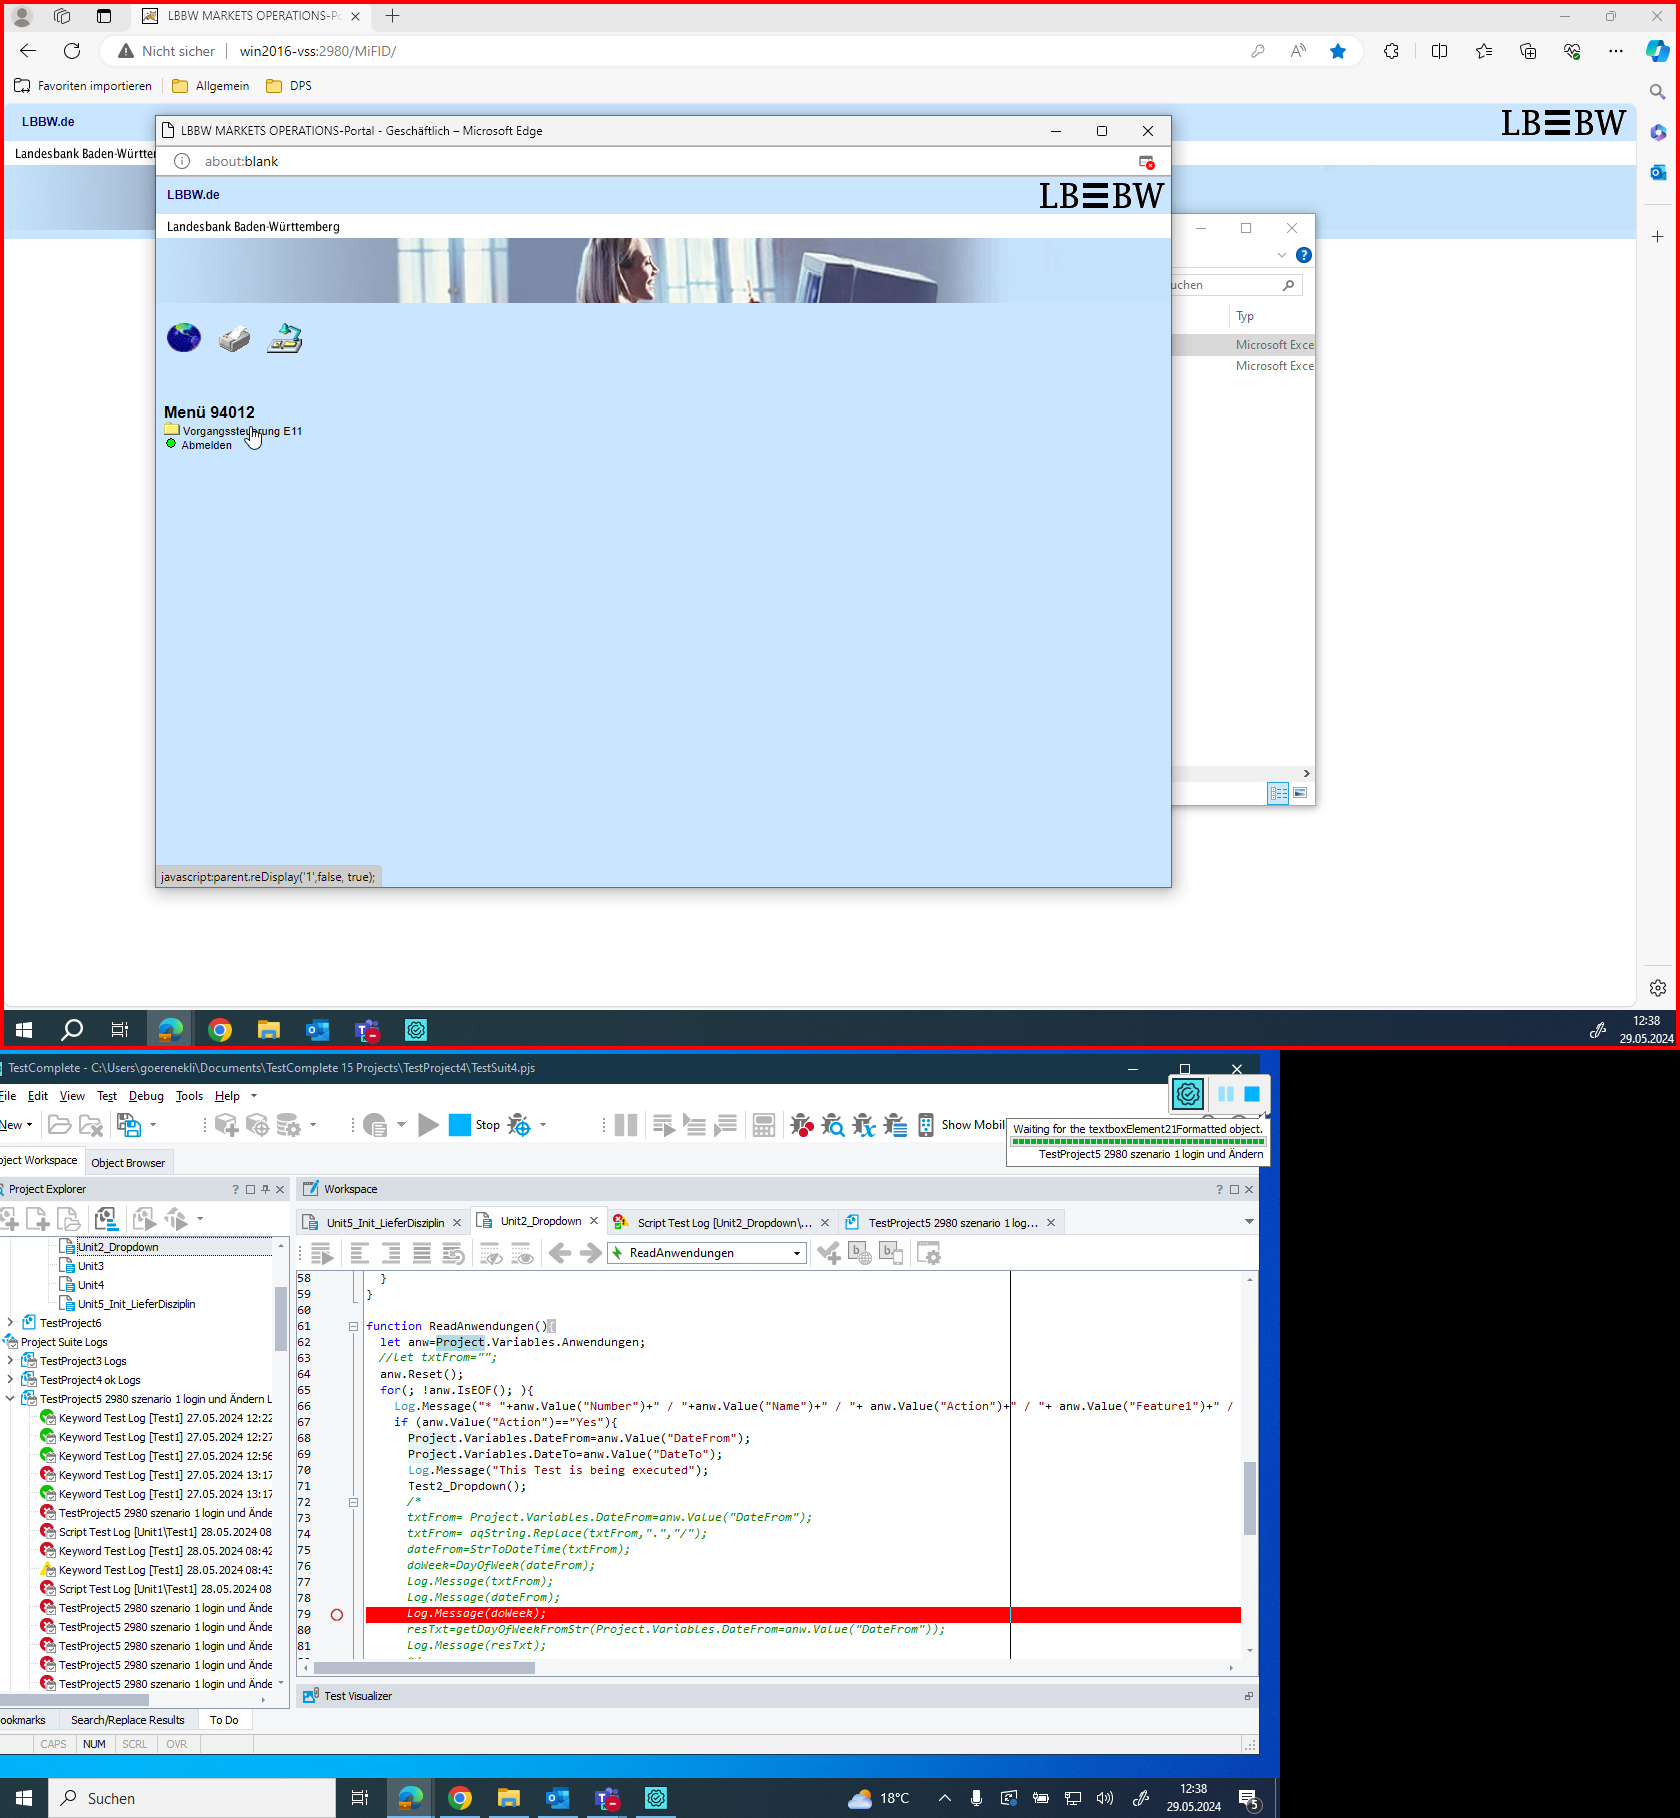 LBBW MARKETS OPERATIONS-Po
Nicht sicher
win2016-vss:2980/MiFID/
Favoriten importieren
Allgemein
DPS
LBBW.de
LB≡BW
Landesbank Baden-Württem
LBBW MARKETS OPERATIONS-Portal - Geschäftlich – Microsoft Edge
about:blank
LBBW.de
LB≡BW
Landesbank Baden-Württemberg
uchen
Typ
Microsoft Exce
Microsoft Exce
Menü 94012
Vorgangssteuerung E11
Abmelden
javascript:parent.reDisplay('1',false, true);
12:38
29.05.2024
TestComplete - C:\Users\goerenekli\Documents\TestComplete 15 Projects\TestProject4\TestSuit4.pjs
File Edit View Test Debug Tools Help
New
Stop
Show Mobil
Waiting for the textboxElement21Formatted object.
TestProject5 2980 szenario 1 login und Ändern
oject Workspace
Object Browser
Project Explorer
Workspace
Unit5_Init_LieferDisziplin
Unit2_Dropdown
Script Test Log [Unit2_Dropdown\...
TestProject5 2980 szenario 1 log...
ReadAnwendungen
Unit2_Dropdown
Unit3
Unit4
Unit5_Init_LieferDisziplin
TestProject6
Project Suite Logs
TestProject3 Logs
TestProject4 ok Logs
TestProject5 2980 szenario 1 login und Ändern L
Keyword Test Log [Test1] 27.05.2024 12:22
Keyword Test Log [Test1] 27.05.2024 12:27
Keyword Test Log [Test1] 27.05.2024 12:56
Keyword Test Log [Test1] 27.05.2024 13:17
Keyword Test Log [Test1] 27.05.2024 13:17
TestProject5 2980 szenario 1 login und Ände
Script Test Log [Unit1\Test1] 28.05.2024 08
Keyword Test Log [Test1] 28.05.2024 08:42
Keyword Test Log [Test1] 28.05.2024 08:43
Script Test Log [Unit1\Test1] 28.05.2024 08
TestProject5 2980 szenario 1 login und Ände
TestProject5 2980 szenario 1 login und Ände
TestProject5 2980 szenario 1 login und Ände
TestProject5 2980 szenario 1 login und Ände
TestProject5 2980 szenario 1 login und Ände
58 }
59 }
60
61 function ReadAnwendungen(){
62 let anw=Project.Variables.Anwendungen;
63 //let txtFrom="";
64 anw.Reset();
65 for(; !anw.IsEOF(); ){
66 Log.Message("* "+anw.Value("Number")+" / "+anw.Value("Name")+" / "+ anw.Value("Action")+" / "+ anw.Value("Feature1")+" /
67 if (anw.Value("Action")=="Yes"){
68 Project.Variables.DateFrom=anw.Value("DateFrom");
69 Project.Variables.DateTo=anw.Value("DateTo");
70 Log.Message("This Test is being executed");
71 Test2_Dropdown();
72 /*
73 txtFrom= Project.Variables.DateFrom=anw.Value("DateFrom");
74 txtFrom= aqString.Replace(txtFrom,".","/");
75 dateFrom=StrToDateTime(txtFrom);
76 doWeek=DayOfWeek(dateFrom);
77 Log.Message(txtFrom);
78 Log.Message(dateFrom);
79 Log.Message(doWeek);
80 resTxt=getDayOfWeekFromStr(Project.Variables.DateFrom=anw.Value("DateFrom"));
81 Log.Message(resTxt);
Test Visualizer
ookmarks
Search/Replace Results
To Do
CAPS NUM SCRL OVR
Suchen
18°C
12:38
29.05.2024
5